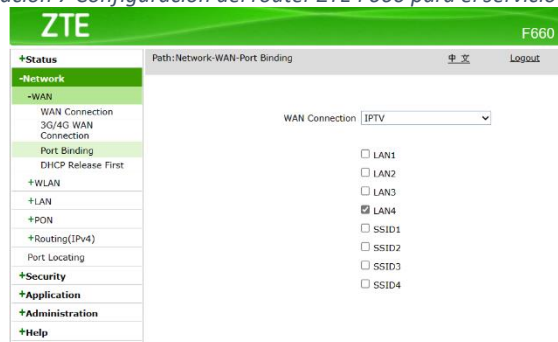 ZTE
F660
+Status
Path:Network-WAN-Port Binding
中 文
Logout
-Network
-WAN
WAN Connection
3G/4G WAN
Connection
Port Binding
DHCP Release First
+WLAN
+LAN
+PON
+Routing(IPv4)
Port Locating
+Security
+Application
+Administration
+Help
WAN Connection IPTV
LAN1
LAN2
LAN3
LAN4
SSID1
SSID2
SSID3
SSID4